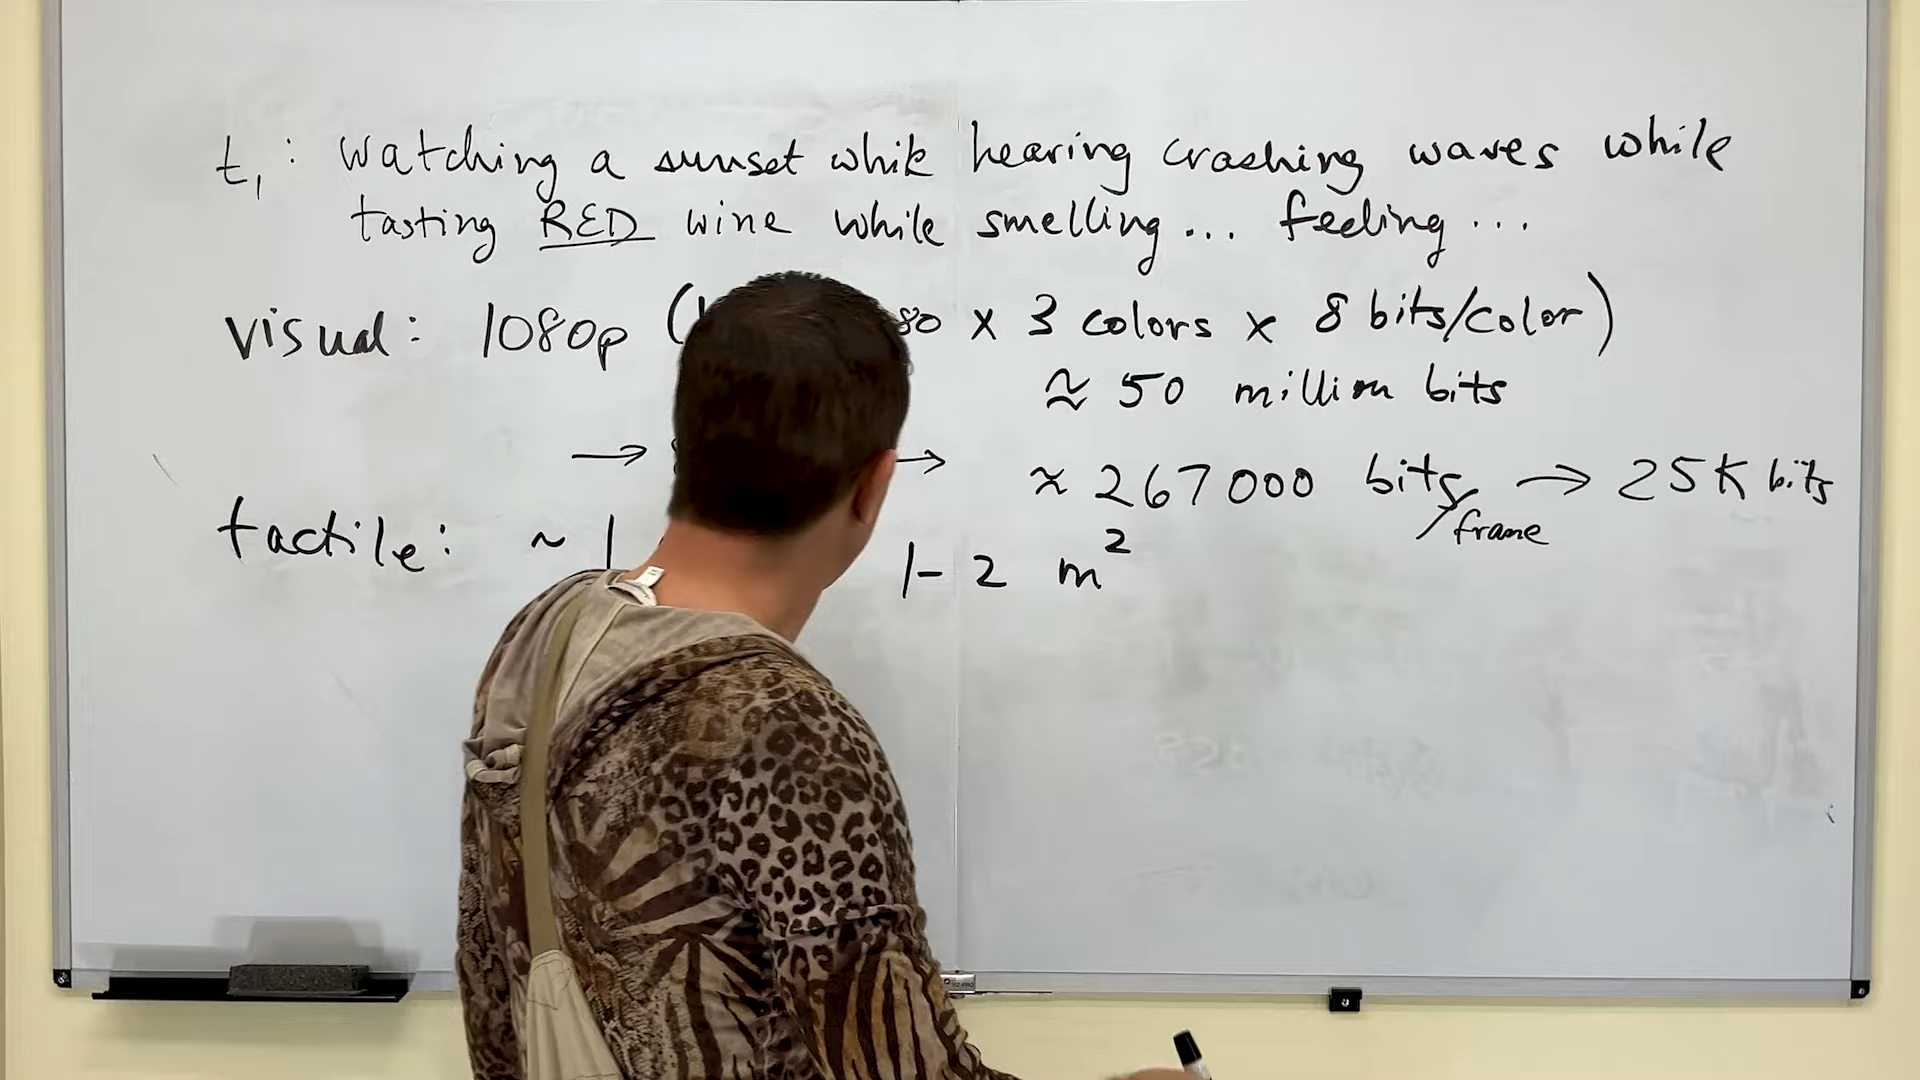 t₁: watching a sunset while hearing crashing waves while
tasting RED wine while smelling... feeling...
visual: 1080p ( 80 x 3 colors x 8 bits/color)
≈ 50 million bits
→ → ≈ 267000 bits/frame → 25K bits
tactile: ~ 1 1-2 m²